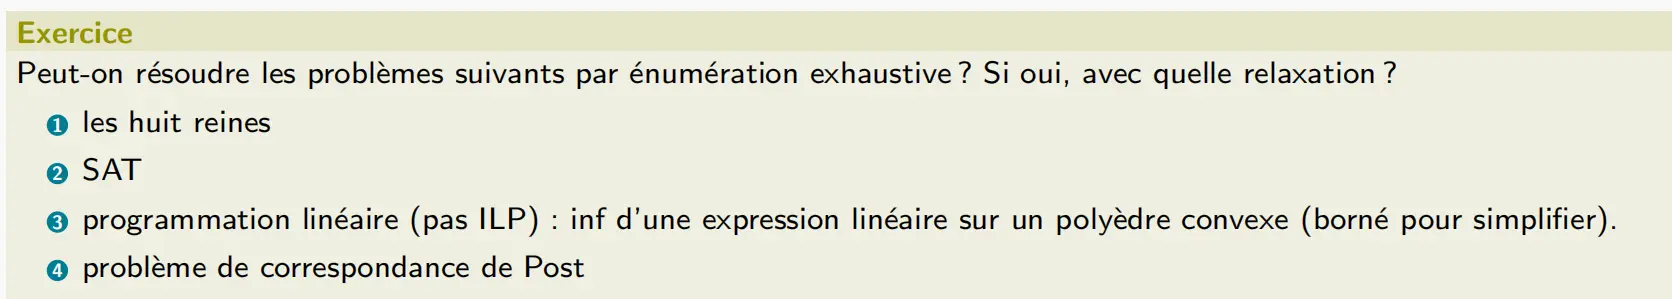 Exercice
Peut-on résoudre les problèmes suivants par énumération exhaustive ? Si oui, avec quelle relaxation ?
1 les huit reines
2 SAT
3 programmation linéaire (pas ILP) : inf d'une expression linéaire sur un polyèdre convexe (borné pour simplifier).
4 problème de correspondance de Post